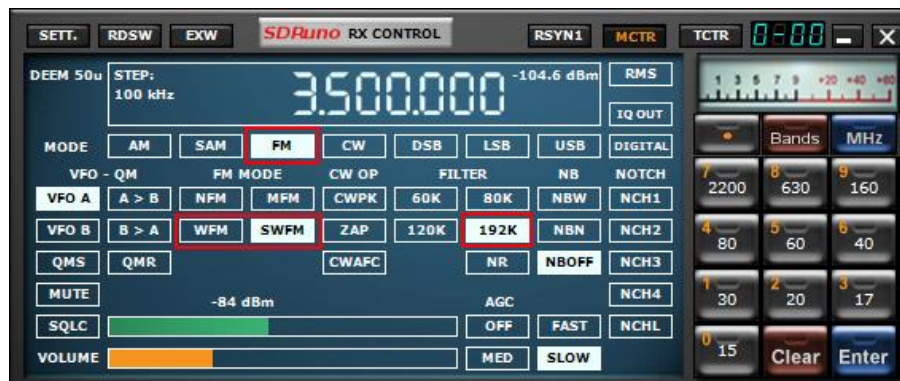 SETT. RDSW EXW SDRuno RX CONTROL RSYN1 MCTR TCTR 0-00
DEEM 50u STEP: 100 kHz 3.500.000 -104.6 dBm RMS
IQ OUT
MODE AM SAM FM CW DSB LSB USB DIGITAL
VFO - QM FM MODE CW OP FILTER NB NOTCH
VFO A A > B NFM MFM CWPK 60K 80K NBW NCH1
VFO B B > A WFM SWFM ZAP 120K 192K NBN NCH2
QMS QMR CWAFC NR NBOFF NCH3
MUTE -84 dBm AGC NCH4
SQLC OFF FAST NCHL
VOLUME MED SLOW
1 3 5 7 9 +20 +40 +60
Bands MHz
7 2200 8 630 9 160
4 80 5 60 6 40
1 30 2 20 3 17
0 15 Clear Enter